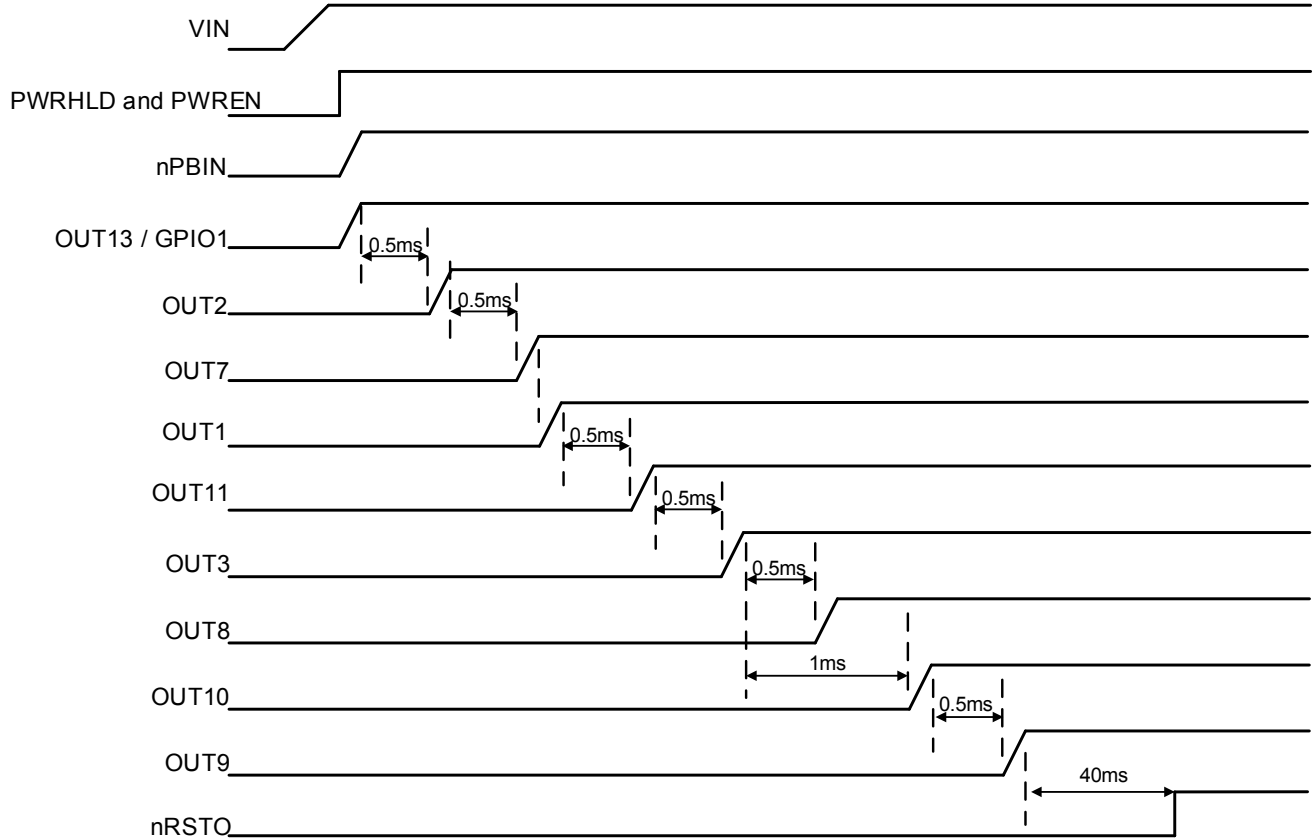 VIN
PWRHLD and PWREN
nPBIN
OUT13 / GPIO1
0.5ms
OUT2
0.5ms
OUT7
OUT1
0.5ms
OUT11
0.5ms
OUT3
0.5ms
OUT8
1ms
OUT10
0.5ms
OUT9
40ms
nRSTO